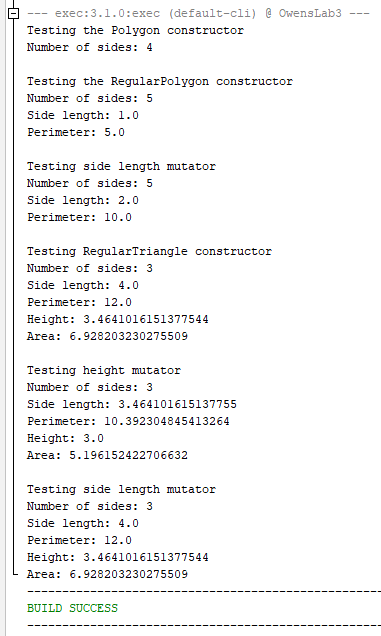 --- exec:3.1.0:exec (default-cli) @ OwensLab3 ---
Testing the Polygon constructor
Number of sides: 4

Testing the RegularPolygon constructor
Number of sides: 5
Side length: 1.0
Perimeter: 5.0

Testing side length mutator
Number of sides: 5
Side length: 2.0
Perimeter: 10.0

Testing RegularTriangle constructor
Number of sides: 3
Side length: 4.0
Perimeter: 12.0
Height: 3.4641016151377544
Area: 6.928203230275509

Testing height mutator
Number of sides: 3
Side length: 3.464101615137755
Perimeter: 10.392304845413264
Height: 3.0
Area: 5.196152422706632

Testing side length mutator
Number of sides: 3
Side length: 4.0
Perimeter: 12.0
Height: 3.4641016151377544
Area: 6.928203230275509
------------------------------------------------
BUILD SUCCESS
------------------------------------------------